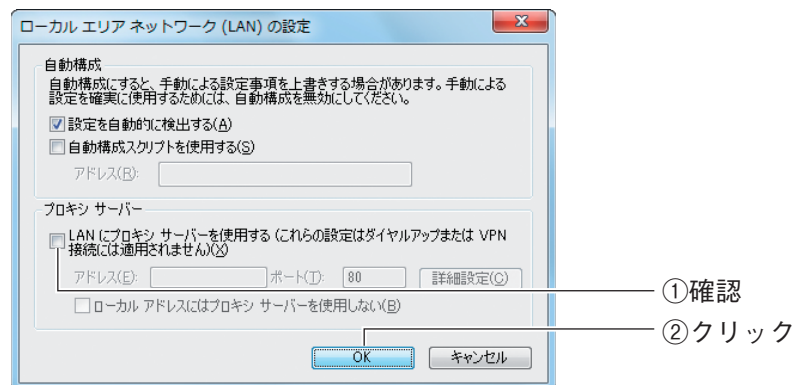 ローカル エリア ネットワーク (LAN) の設定
自動構成
自動構成にすると、手動による設定事項を上書きする場合があります。手動による
設定を確実に使用するためには、自動構成を無効にしてください。
設定を自動的に検出する(A)
自動構成スクリプトを使用する(S)
アドレス(R):
プロキシ サーバー
LAN にプロキシ サーバーを使用する (これらの設定はダイヤルアップまたは VPN
接続には適用されません)(X)
アドレス(E): ポート(T): 80 詳細設定(C)
ローカル アドレスにはプロキシ サーバーを使用しない(B)
①確認
②クリック
OK キャンセル